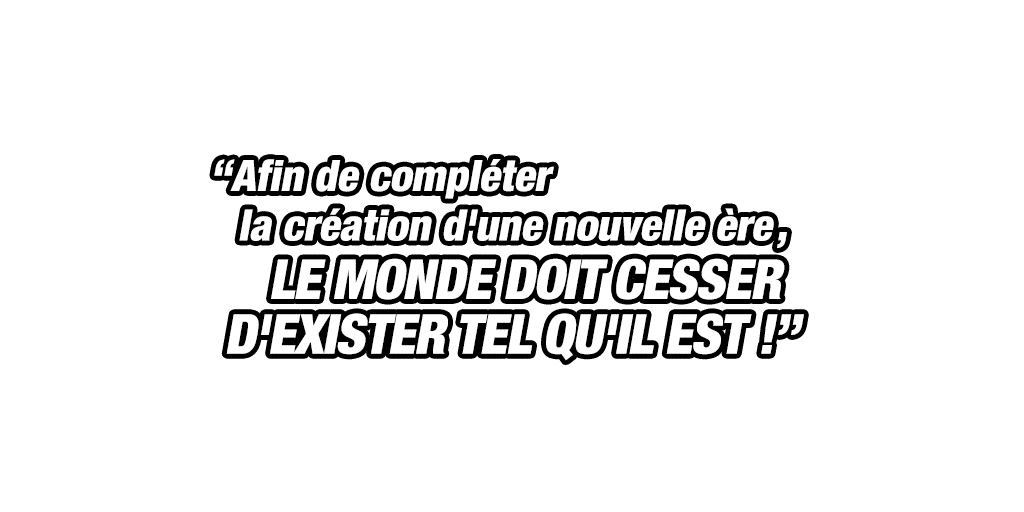 “Afin de compléter
la création d'une nouvelle ère,
LE MONDE DOIT CESSER
D'EXISTER TEL QU'IL EST !”